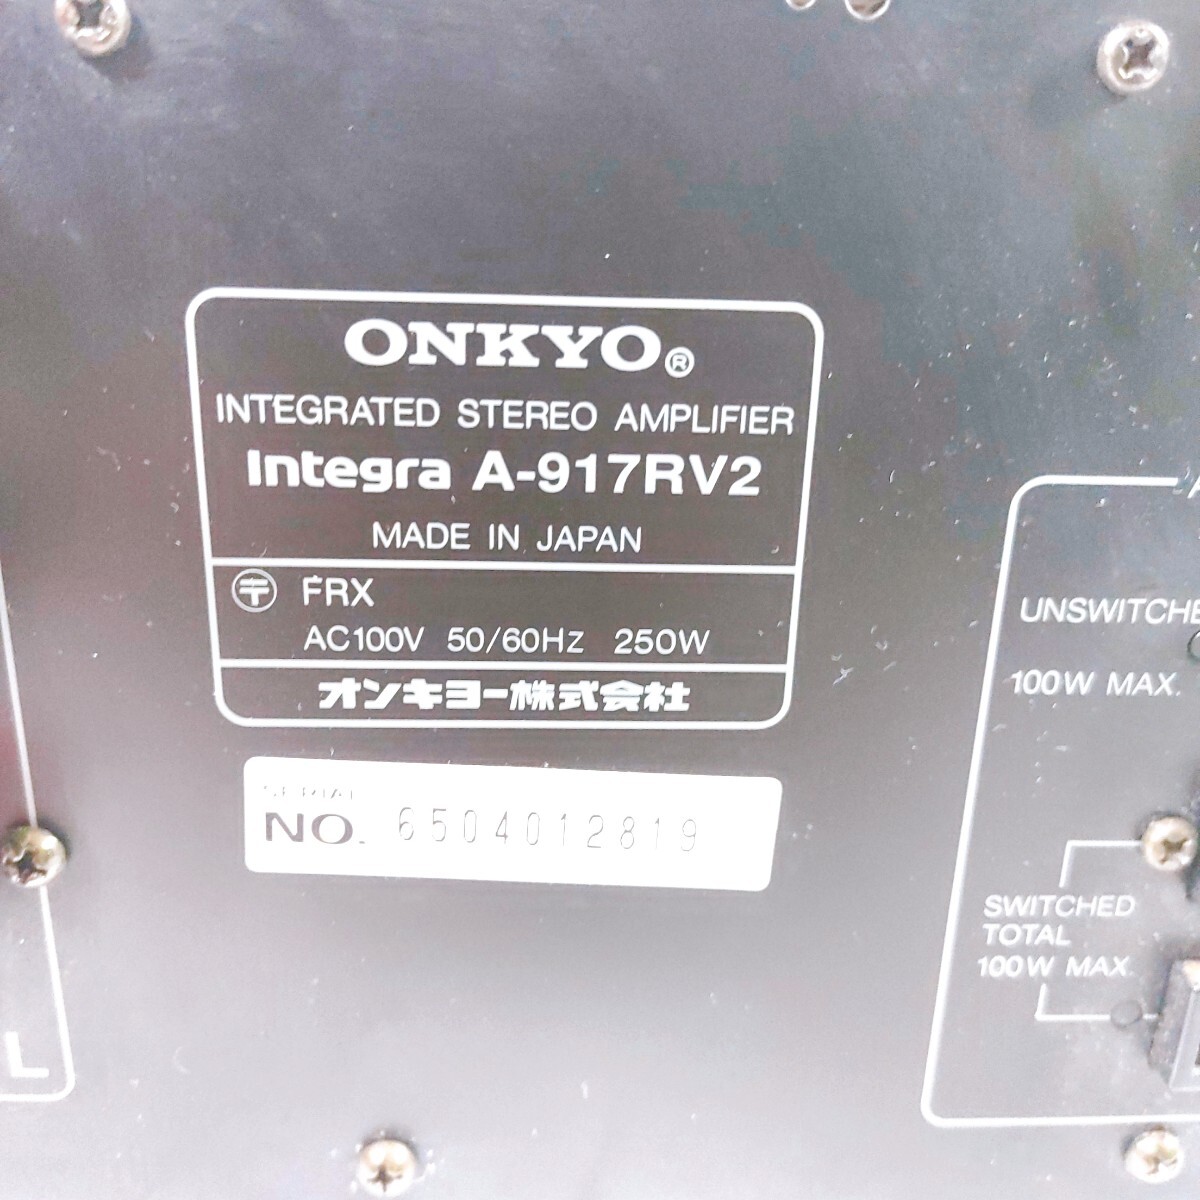 ONKYO®
INTEGRATED STEREO AMPLIFIER
Integra A-917RV2
MADE IN JAPAN
〶 FRX
AC100V 50/60Hz 250W
オンキヨー株式会社
SERIAL
NO. 6504012819
L
UNSWITCHE
100W MAX.
SWITCHED
TOTAL
100W MAX.